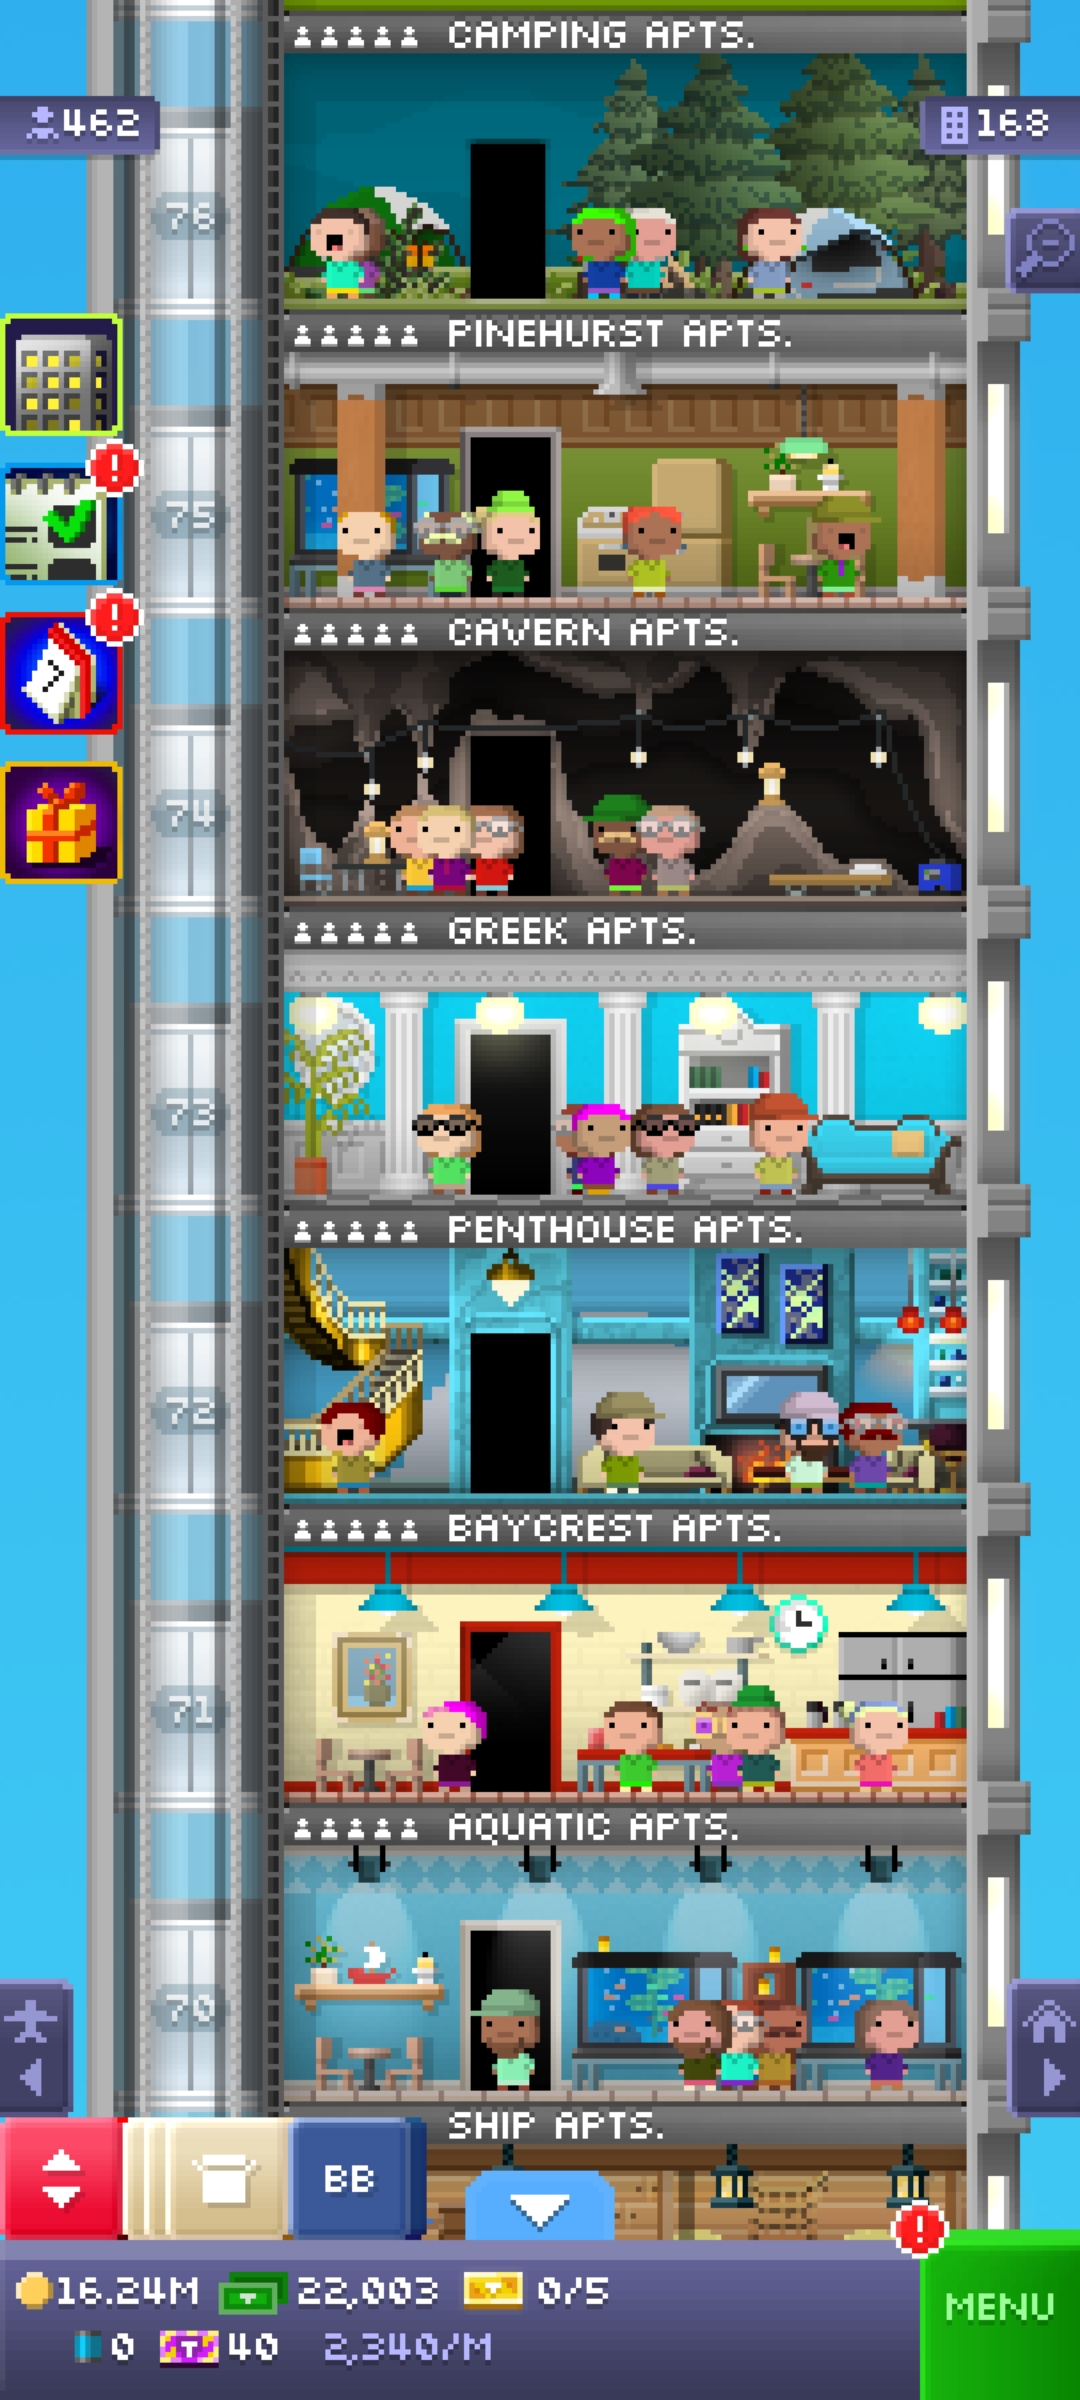 CAMPING APTS.
462
168
76
PINEHURST APTS.
75
CAVERN APTS.
7
74
GREEK APTS.
73
PENTHOUSE APTS.
72
BAYCREST APTS.
71
AQUATIC APTS.
70
SHIP APTS.
BB
16.24M 22,003 0/5
MENU
0 T 40 2,340/M